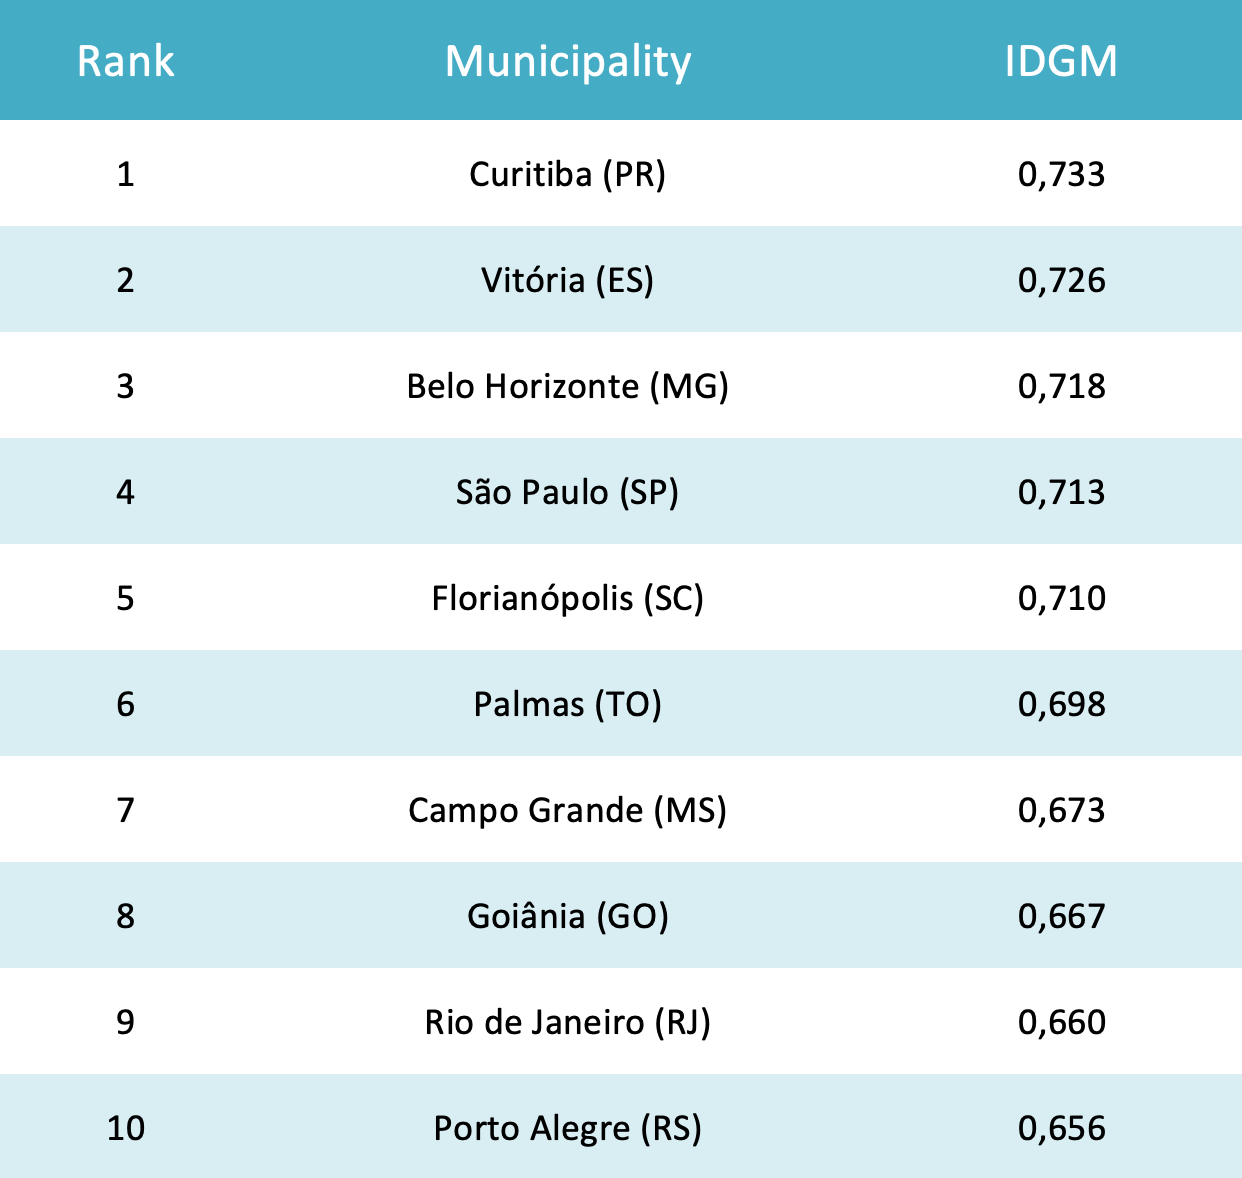 Rank Municipality IDGM
1 Curitiba (PR) 0,733
2 Vitória (ES) 0,726
3 Belo Horizonte (MG) 0,718
4 São Paulo (SP) 0,713
5 Florianópolis (SC) 0,710
6 Palmas (TO) 0,698
7 Campo Grande (MS) 0,673
8 Goiânia (GO) 0,667
9 Rio de Janeiro (RJ) 0,660
10 Porto Alegre (RS) 0,656